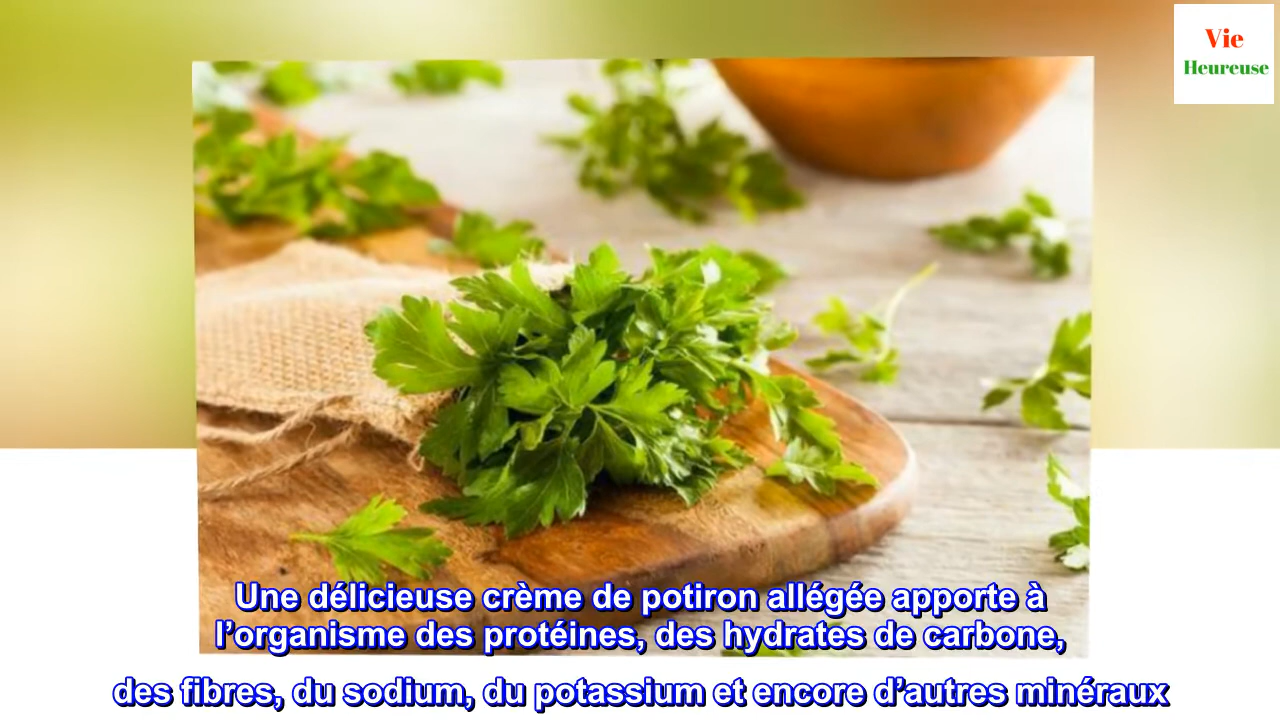 Vie
Heureuse
Une délicieuse crème de potiron allégée apporte à
l’organisme des protéines, des hydrates de carbone,
des fibres, du sodium, du potassium et encore d’autres minéraux